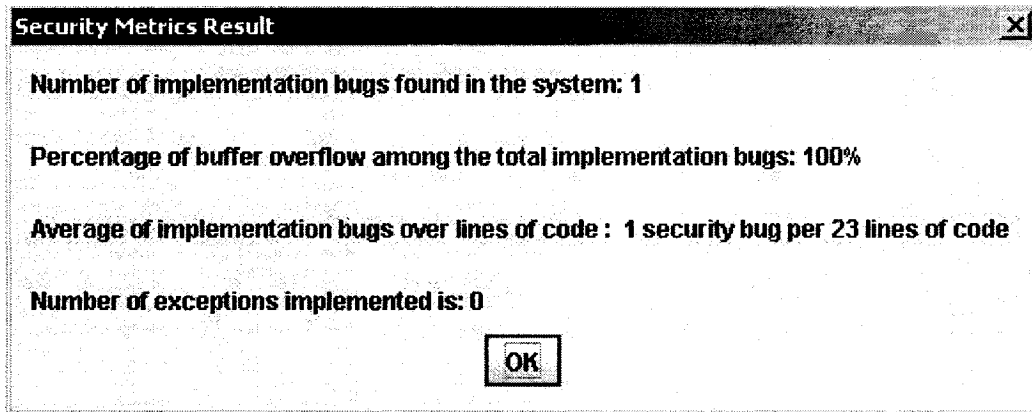 Security Metrics Result
Number of implementation bugs found in the system: 1
Percentage of buffer overflow among the total implementation bugs: 100%
Average of implementation bugs over lines of code : 1 security bug per 23 lines of code
Number of exceptions implemented is: 0
OK